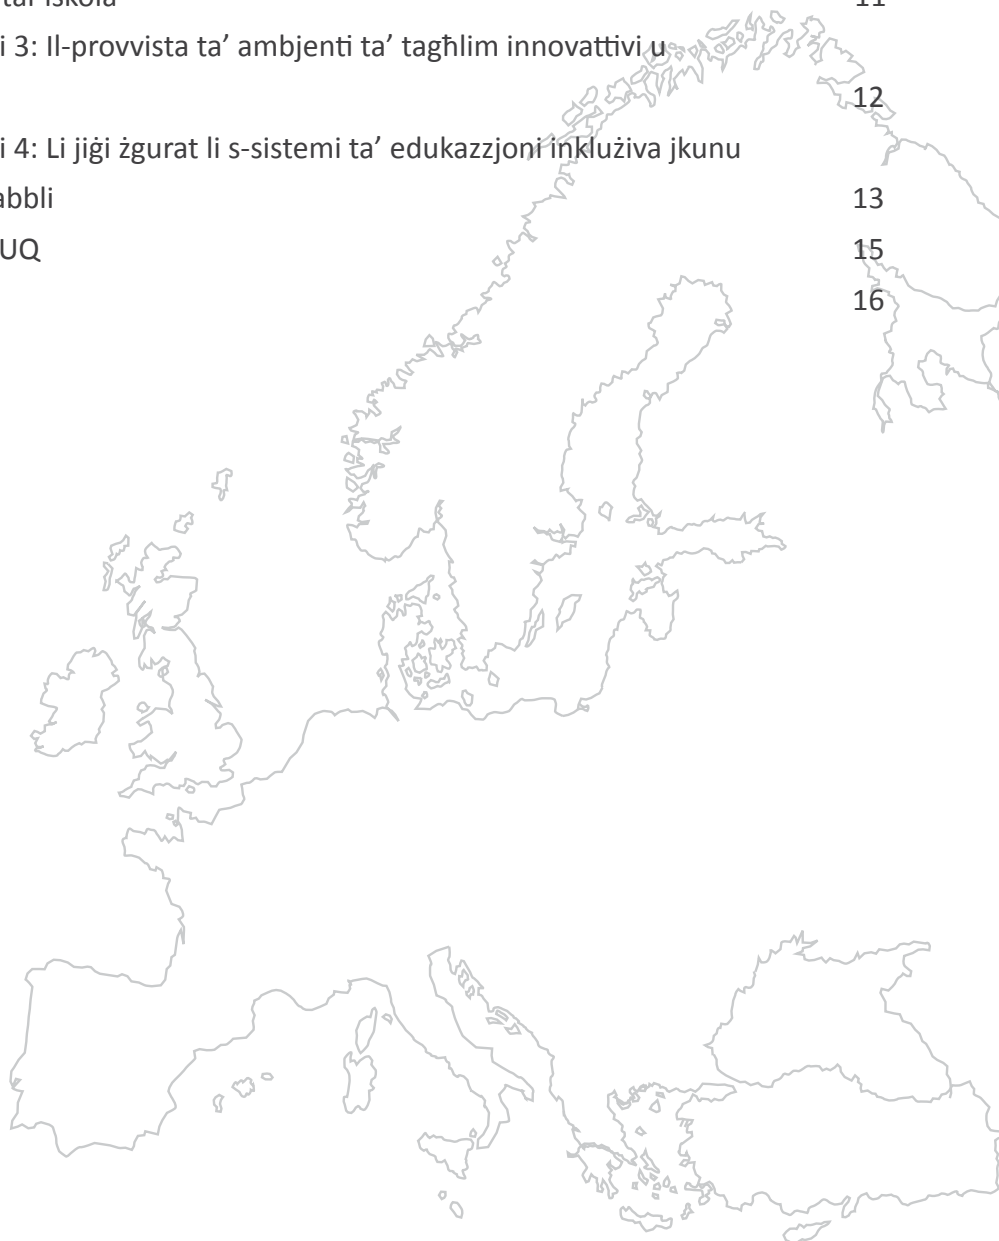 tal-iskola 11
i 3: Il-provvista ta’ ambjenti ta’ tagħlim innovattivi u
12
i 4: Li jiġi żgurat li s-sistemi ta’ edukazzjoni inklużiva jkunu
abbli 13
UQ 15
16